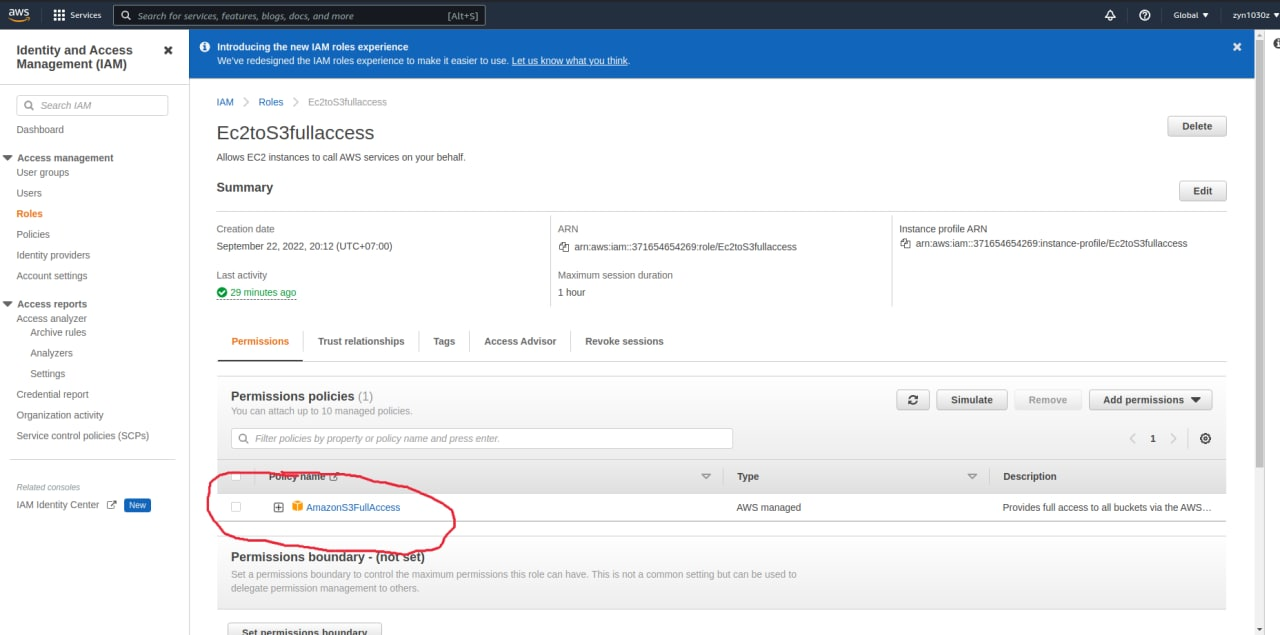 aws Services Search for services, features, blogs, docs, and more [Alt+S] Global zyn1030z
Identity and Access
Management (IAM)
Search IAM
Dashboard
Access management
User groups
Users
Roles
Policies
Identity providers
Account settings
Access reports
Access analyzer
Archive rules
Analyzers
Settings
Credential report
Organization activity
Service control policies (SCPs)
Related consoles
IAM Identity Center New
Introducing the new IAM roles experience
We've redesigned the IAM roles experience to make it easier to use. Let us know what you think.
IAM Roles Ec2toS3fullaccess
Ec2toS3fullaccess Delete
Allows EC2 instances to call AWS services on your behalf.
Summary Edit
Creation date
September 22, 2022, 20:12 (UTC+07:00)
Last activity
29 minutes ago
ARN
arn:aws:iam::371654654269:role/Ec2toS3fullaccess
Maximum session duration
1 hour
Instance profile ARN
arn:aws:iam::371654654269:instance-profile/Ec2toS3fullaccess
Permissions Trust relationships Tags Access Advisor Revoke sessions
Permissions policies (1) Simulate Remove Add permissions
You can attach up to 10 managed policies.
Filter policies by property or policy name and press enter. 1
Policy name Type Description
AmazonS3FullAccess AWS managed Provides full access to all buckets via the AWS...
Permissions boundary - (not set)
Set a permissions boundary to control the maximum permissions this role can have. This is not a common setting but can be used to
delegate permission management to others.
Set permissions boundary